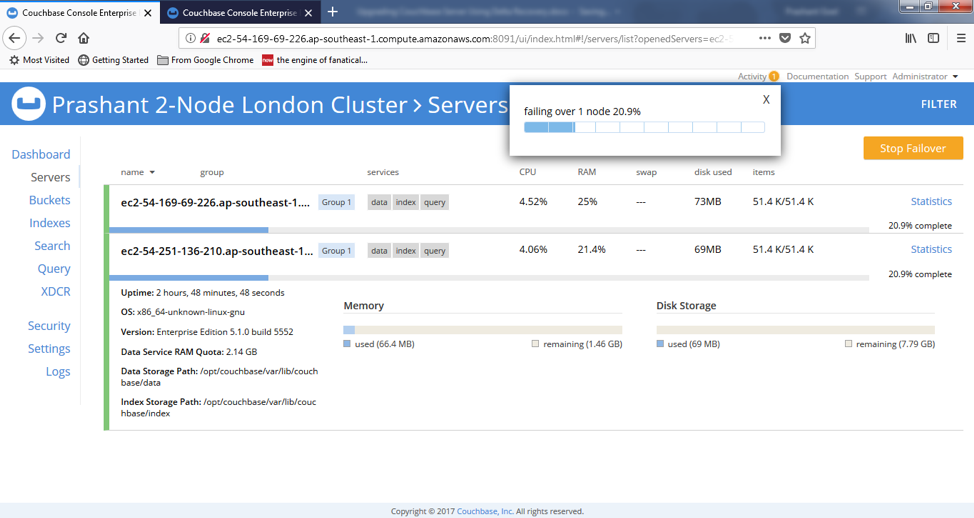 Couchbase Console Enterprise
Couchbase Console Enterprise
ec2-54-169-69-226.ap-southeast-1.compute.amazonaws.com:8091/ui/index.html#!/servers/list?openedServers=ec2-5
Most Visited Getting Started From Google Chrome now the engine of fanatical...
Activity 1 Documentation Support Administrator
Prashant 2-Node London Cluster > Servers
FILTER
failing over 1 node 20.9%
X
Stop Failover
Dashboard
Servers
Buckets
Indexes
Search
Query
XDCR
Security
Settings
Logs
name group services CPU RAM swap disk used items
ec2-54-169-69-226.ap-southeast-1.... Group 1 data index query 4.52% 25% --- 73MB 51.4 K/51.4 K Statistics
20.9% complete
ec2-54-251-136-210.ap-southeast-1... Group 1 data index query 4.06% 21.4% --- 69MB 51.4 K/51.4 K Statistics
20.9% complete
Uptime: 2 hours, 48 minutes, 48 seconds
OS: x86_64-unknown-linux-gnu
Version: Enterprise Edition 5.1.0 build 5552
Data Service RAM Quota: 2.14 GB
Data Storage Path: /opt/couchbase/var/lib/couch
base/data
Index Storage Path: /opt/couchbase/var/lib/couc
hbase/index
Memory
used (66.4 MB) remaining (1.46 GB)
Disk Storage
used (69 MB) remaining (7.79 GB)
Copyright © 2017 Couchbase, Inc. All rights reserved.